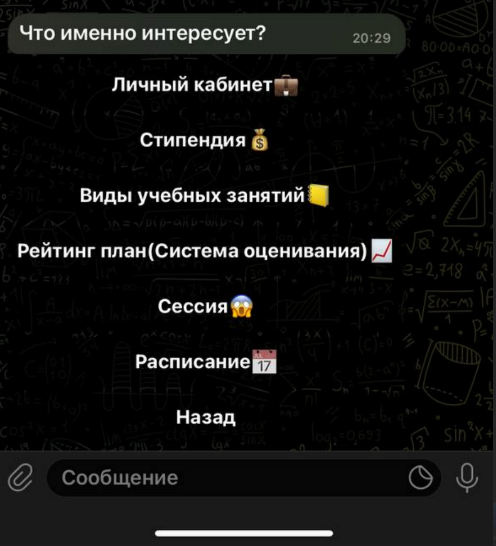 Что именно интересует?
20:29
Личный кабинет💼
Стипендия 💰
Виды учебных занятий📒
Рейтинг план(Система оценивания)📈
Сессия😱
Расписание📅
Назад
Сообщение